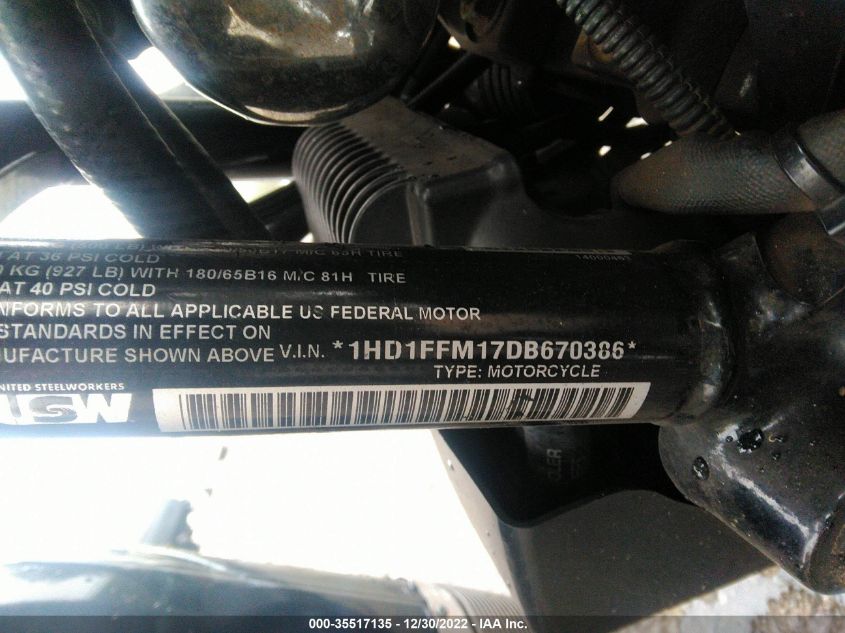 AT 36 PSI COLD
KG (927 LB) WITH 180/65B16 M/C 81H TIRE
AT 40 PSI COLD
NFORMS TO ALL APPLICABLE US FEDERAL MOTOR
STANDARDS IN EFFECT ON
UFACTURE SHOWN ABOVE V.I.N. *1HD1FFM17DB670386*
TYPE: MOTORCYCLE
NITED STEELWORKERS
USW
000-35517135 - 12/30/2022 - IAA Inc.